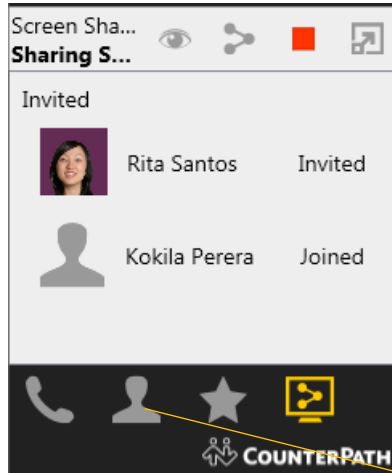 Screen Sha...
Sharing S...
Invited
Rita Santos Invited
Kokila Perera Joined
COUNTERPATH